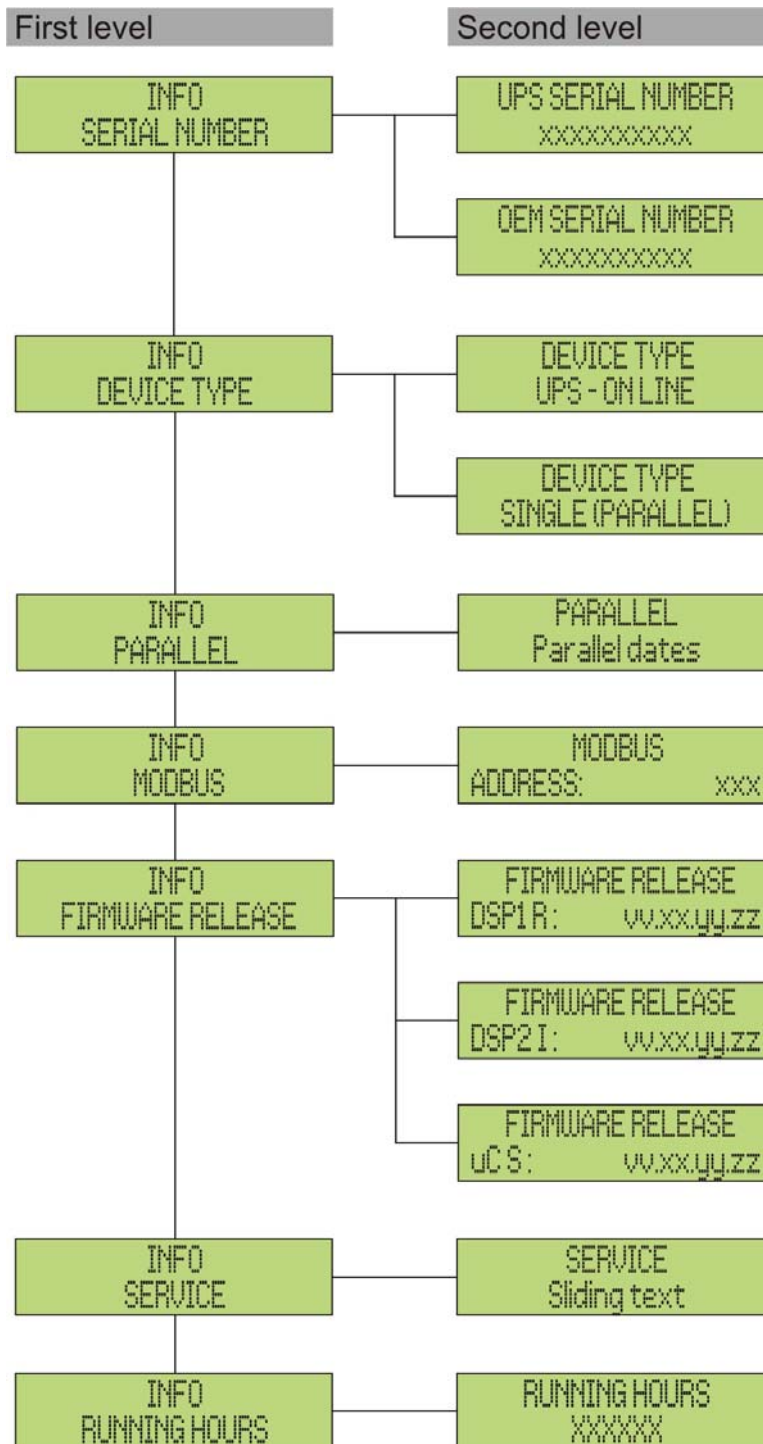 First level
Second level
INFO
SERIAL NUMBER
UPS SERIAL NUMBER
xxxxxxxxxx
OEM SERIAL NUMBER
xxxxxxxxxx
INFO
DEVICE TYPE
DEVICE TYPE
UPS - ON LINE
DEVICE TYPE
SINGLE (PARALLEL)
INFO
PARALLEL
PARALLEL
Parallel dates
INFO
MODBUS
MODBUS
ADDRESS: xxx
INFO
FIRMWARE RELEASE
FIRMWARE RELEASE
DSP1 R: vv.xx.yy.zz
FIRMWARE RELEASE
DSP2 I: vv.xx.yy.zz
FIRMWARE RELEASE
uC S: vv.xx.yy.zz
INFO
SERVICE
SERVICE
Sliding text
INFO
RUNNING HOURS
RUNNING HOURS
XXXXXX